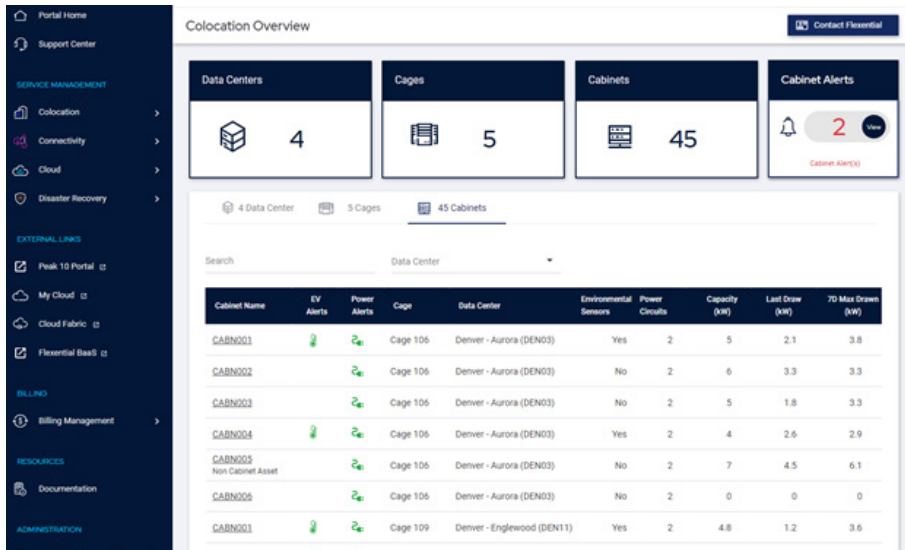 Portal Home
Support Center
SERVICE MANAGEMENT
Colocation
Connectivity
Cloud
Disaster Recovery
EXTERNAL LINKS
Peak 10 Portal
My Cloud
Cloud Fabric
Flexential BaaS
BILLING
Billing Management
RESOURCES
Documentation
ADMINISTRATION
Colocation Overview
Contact Flexential
Data Centers
4
Cages
5
Cabinets
45
Cabinet Alerts
2 View
Cabinet Alert(s)
4 Data Center 5 Cages 45 Cabinets
Search Data Center
Cabinet Name EV Alerts Power Alerts Cage Data Center Environmental Sensors Power Circuits Capacity (kW) Last Draw (kW) 7D Max Drawn (kW)
CABN001 Cage 106 Denver - Aurora (DEN03) Yes 2 5 2.1 3.8
CABN002 Cage 106 Denver - Aurora (DEN03) No 2 6 3.3 3.3
CABN003 Cage 106 Denver - Aurora (DEN03) No 2 5 1.8 3.3
CABN004 Cage 106 Denver - Aurora (DEN03) Yes 2 4 2.6 2.9
CABN005 Cage 106 Denver - Aurora (DEN03) No 2 7 4.5 6.1
Non Cabinet Asset
CABN006 Cage 106 Denver - Aurora (DEN03) No 2 0 0 0
CABN001 Cage 109 Denver - Englewood (DEN11) Yes 2 4.8 1.2 3.6